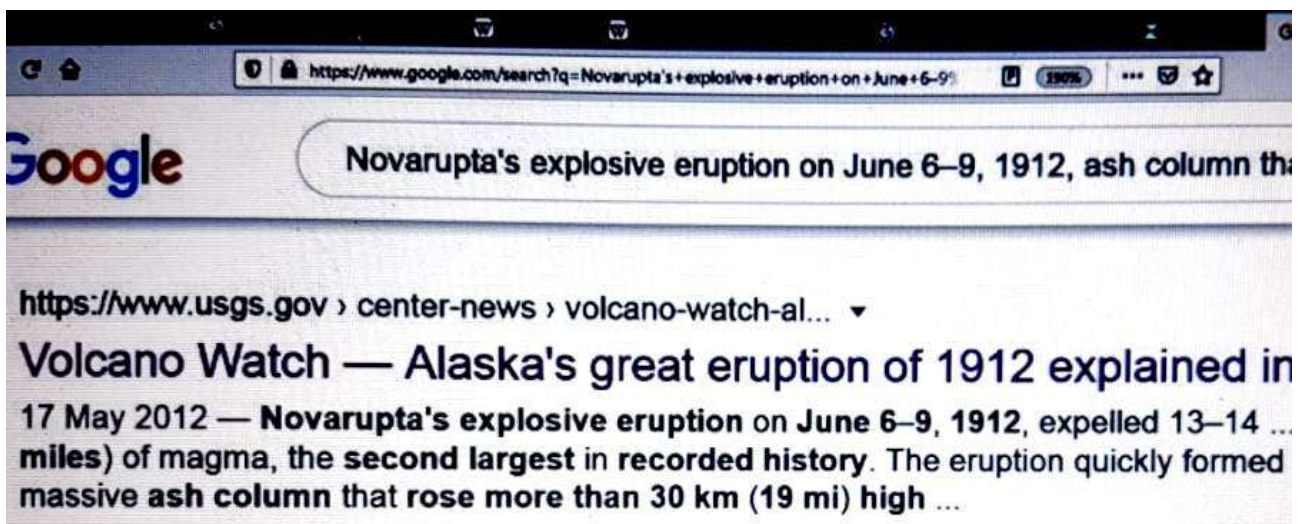 https://www.google.com/search?q=Novarupta's+explosive+eruption+on+June+6–9%
190%
Google
Novarupta's explosive eruption on June 6–9, 1912, ash column tha
https://www.usgs.gov › center-news › volcano-watch-al...
Volcano Watch — Alaska's great eruption of 1912 explained in
17 May 2012 — Novarupta's explosive eruption on June 6–9, 1912, expelled 13–14 ...
miles) of magma, the second largest in recorded history. The eruption quickly formed
massive ash column that rose more than 30 km (19 mi) high ...